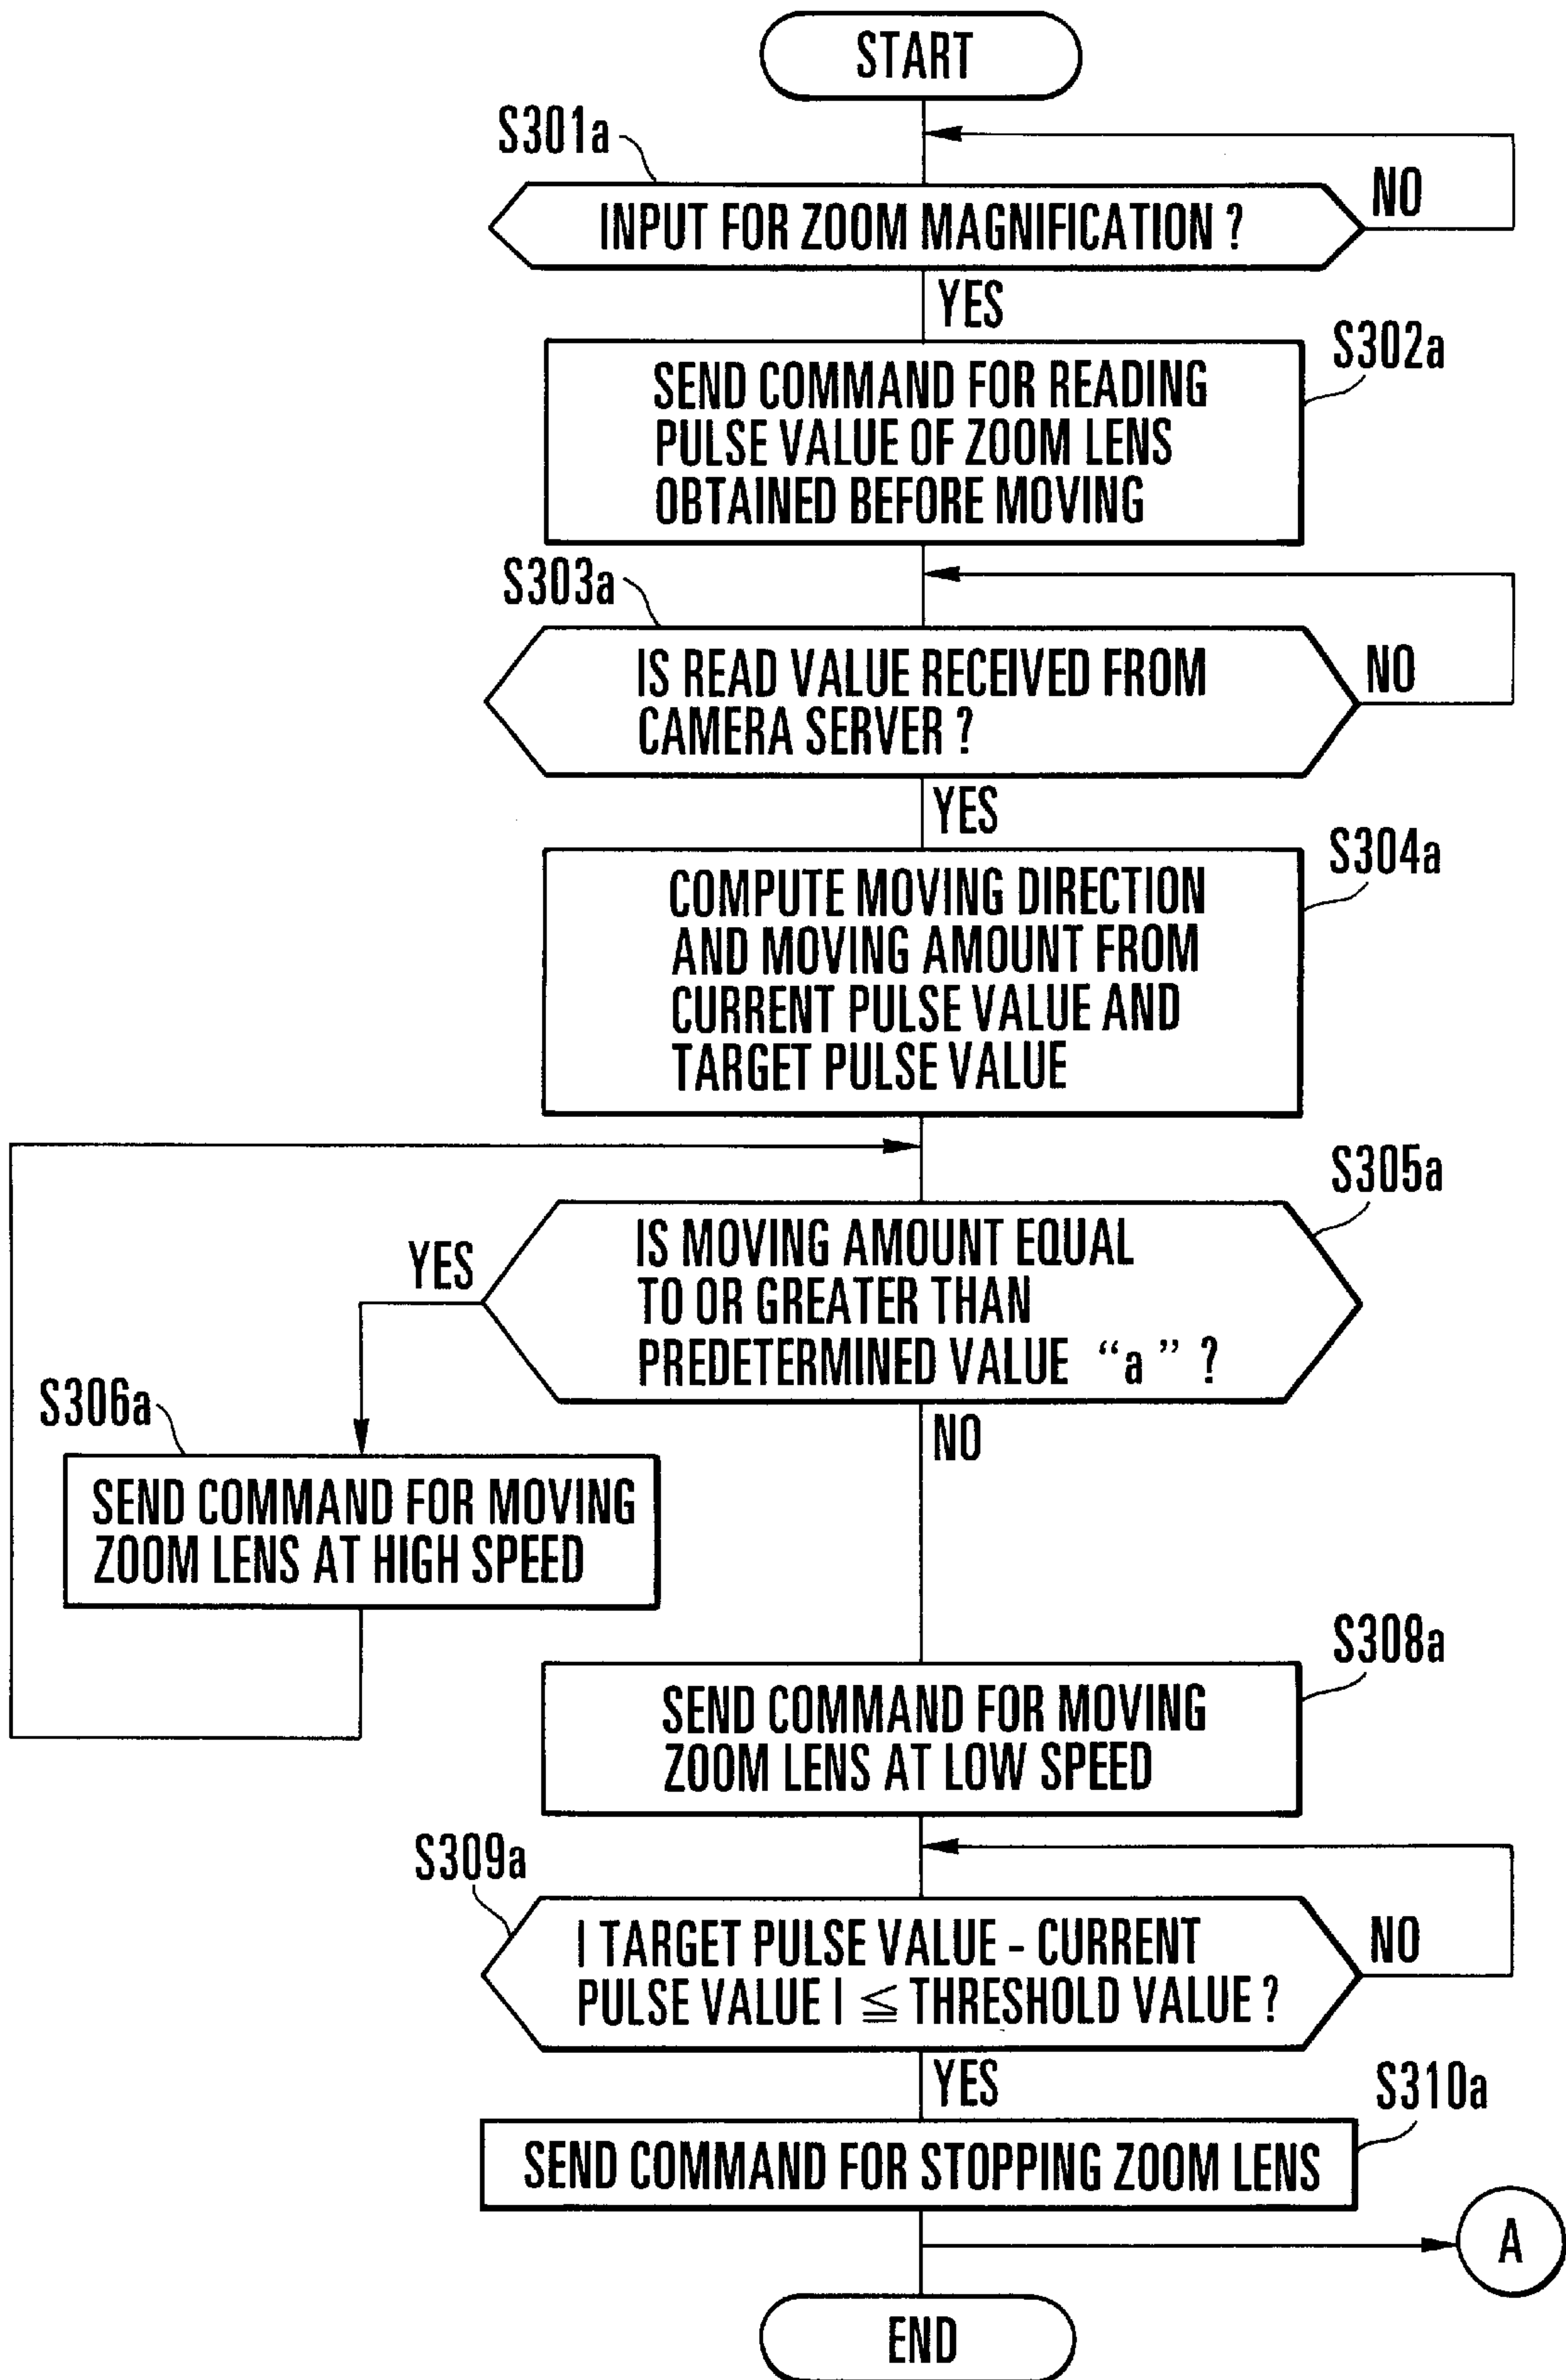 START
S301a
INPUT FOR ZOOM MAGNIFICATION ?
NO
YES
S302a
SEND COMMAND FOR READING
PULSE VALUE OF ZOOM LENS
OBTAINED BEFORE MOVING
S303a
IS READ VALUE RECEIVED FROM
CAMERA SERVER ?
NO
YES
S304a
COMPUTE MOVING DIRECTION
AND MOVING AMOUNT FROM
CURRENT PULSE VALUE AND
TARGET PULSE VALUE
S305a
IS MOVING AMOUNT EQUAL
TO OR GREATER THAN
PREDETERMINED VALUE “a” ?
YES
NO
S306a
SEND COMMAND FOR MOVING
ZOOM LENS AT HIGH SPEED
S308a
SEND COMMAND FOR MOVING
ZOOM LENS AT LOW SPEED
S309a
| TARGET PULSE VALUE - CURRENT
PULSE VALUE | ≦ THRESHOLD VALUE ?
NO
YES
S310a
SEND COMMAND FOR STOPPING ZOOM LENS
A
END